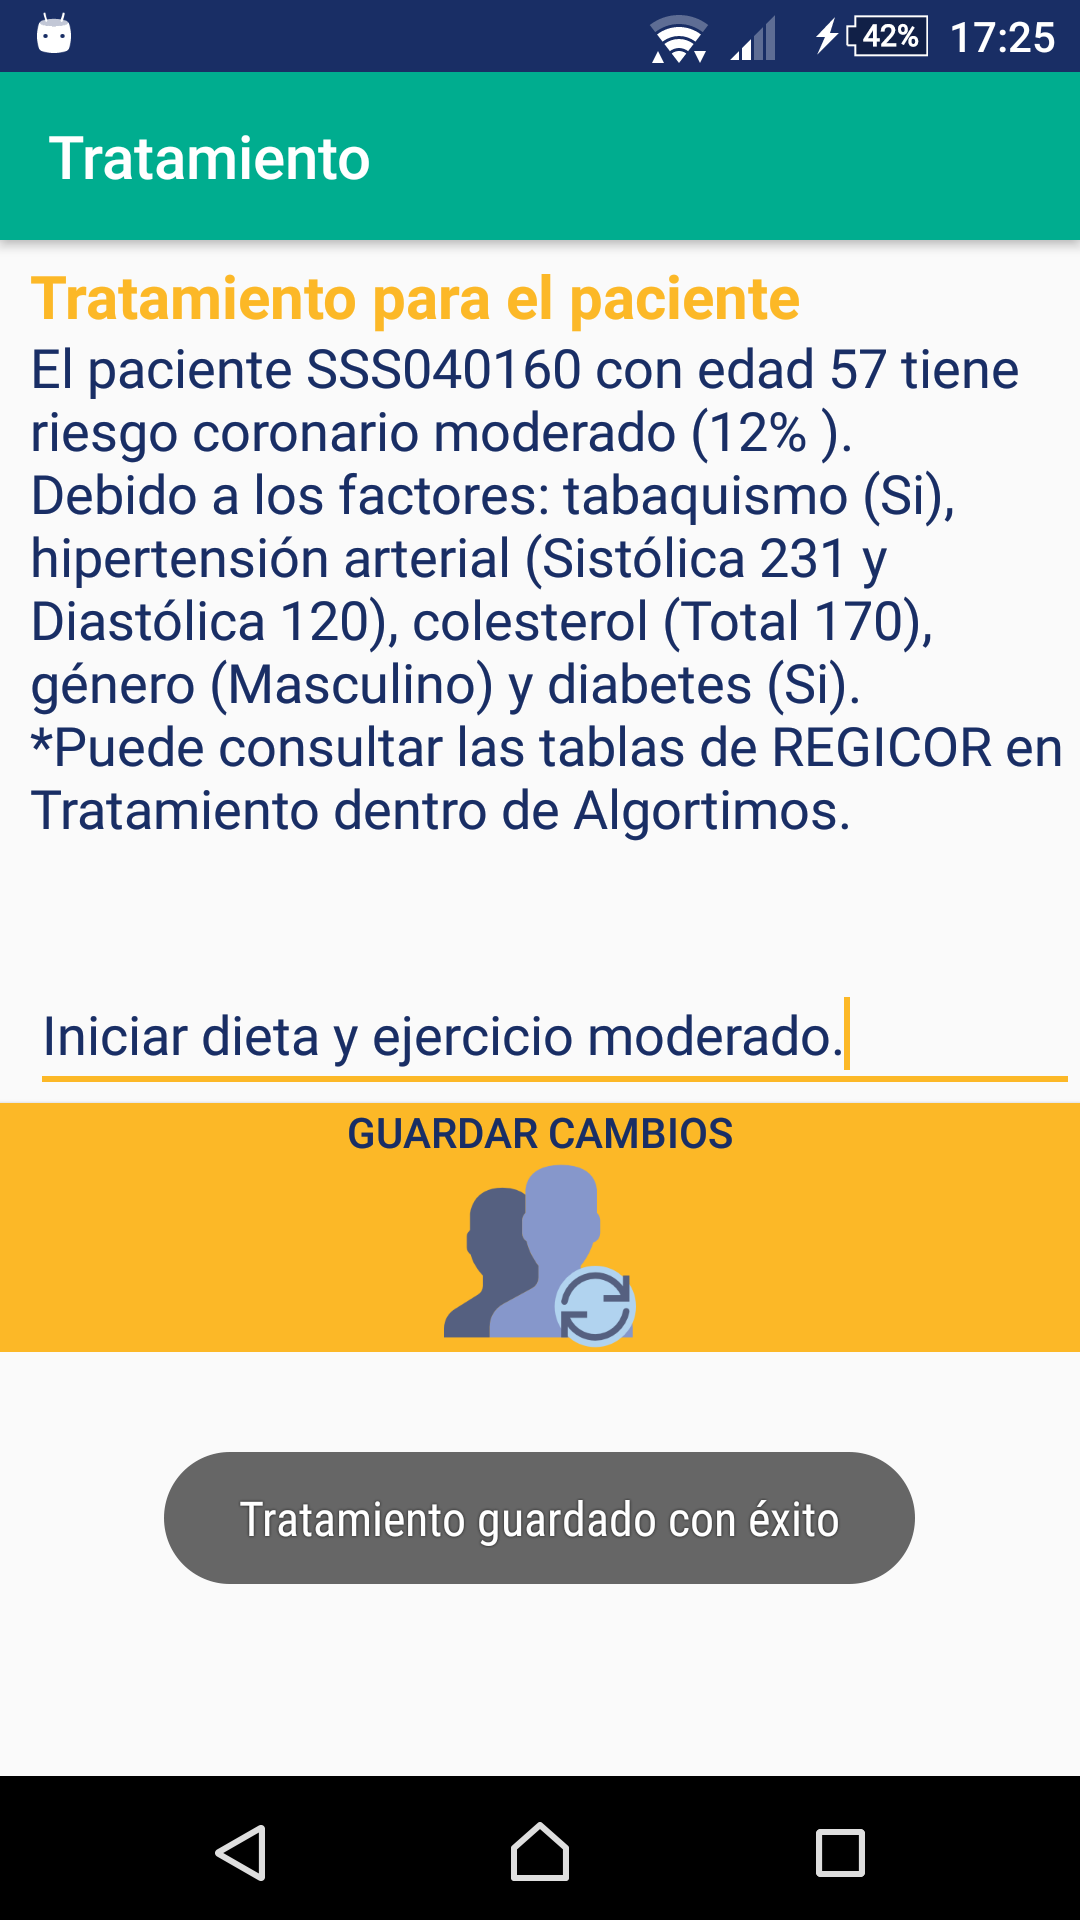 42% 17:25
Tratamiento
Tratamiento para el paciente
El paciente SSS040160 con edad 57 tiene
riesgo coronario moderado (12% ).
Debido a los factores: tabaquismo (Si),
hipertensión arterial (Sistólica 231 y
Diastólica 120), colesterol (Total 170),
género (Masculino) y diabetes (Si).
*Puede consultar las tablas de REGICOR en
Tratamiento dentro de Algortimos.
Iniciar dieta y ejercicio moderado.
GUARDAR CAMBIOS
Tratamiento guardado con éxito